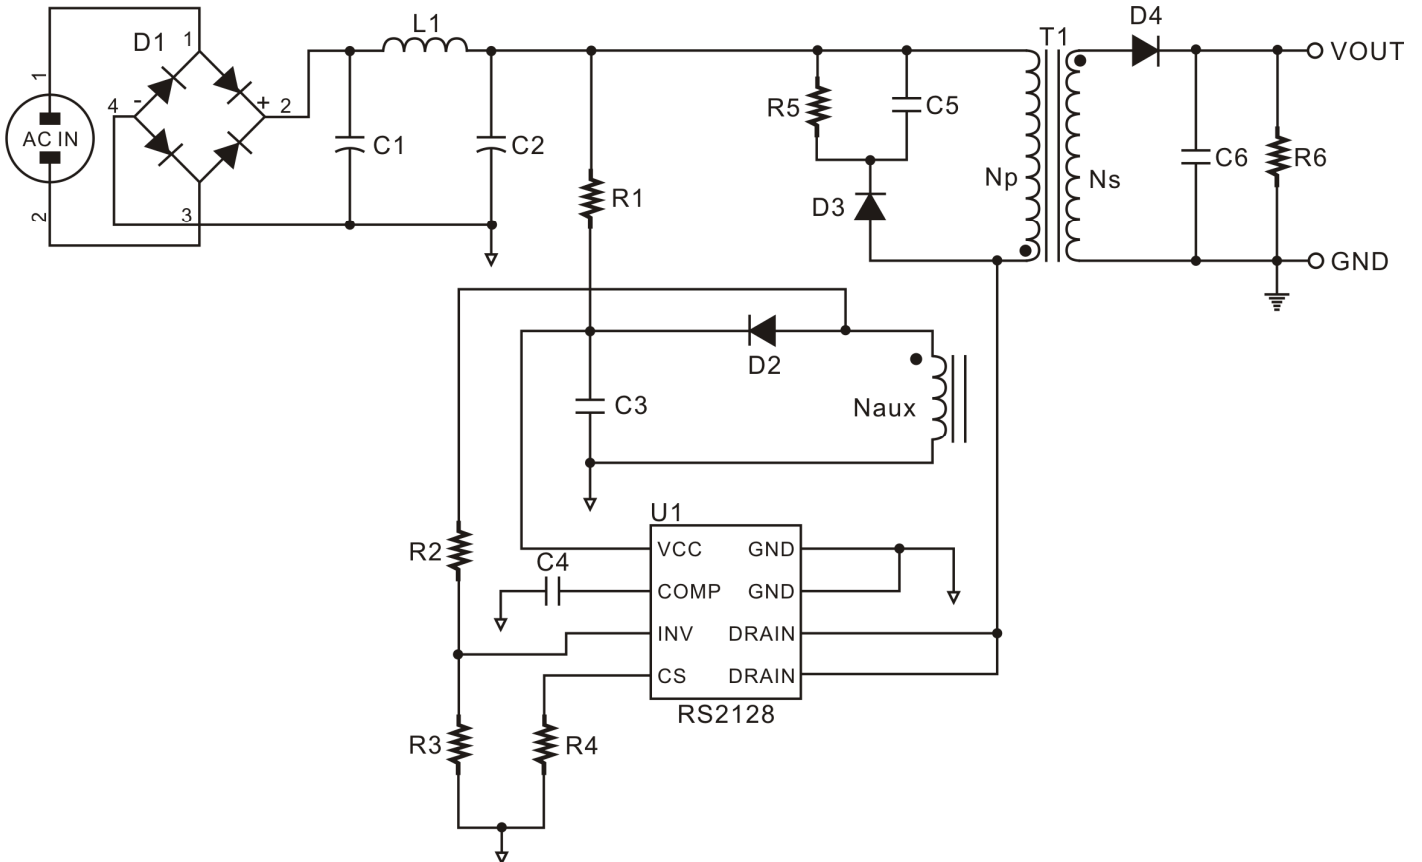 D1
1
L1
T1
D4
VOUT
1
4
-
+
2
AC IN
C1
C2
R5
C5
Np
Ns
C6
R6
2
3
R1
D3
GND
D2
C3
Naux
U1
R2
C4
VCC
GND
COMP
GND
INV
DRAIN
CS
DRAIN
RS2128
R3
R4